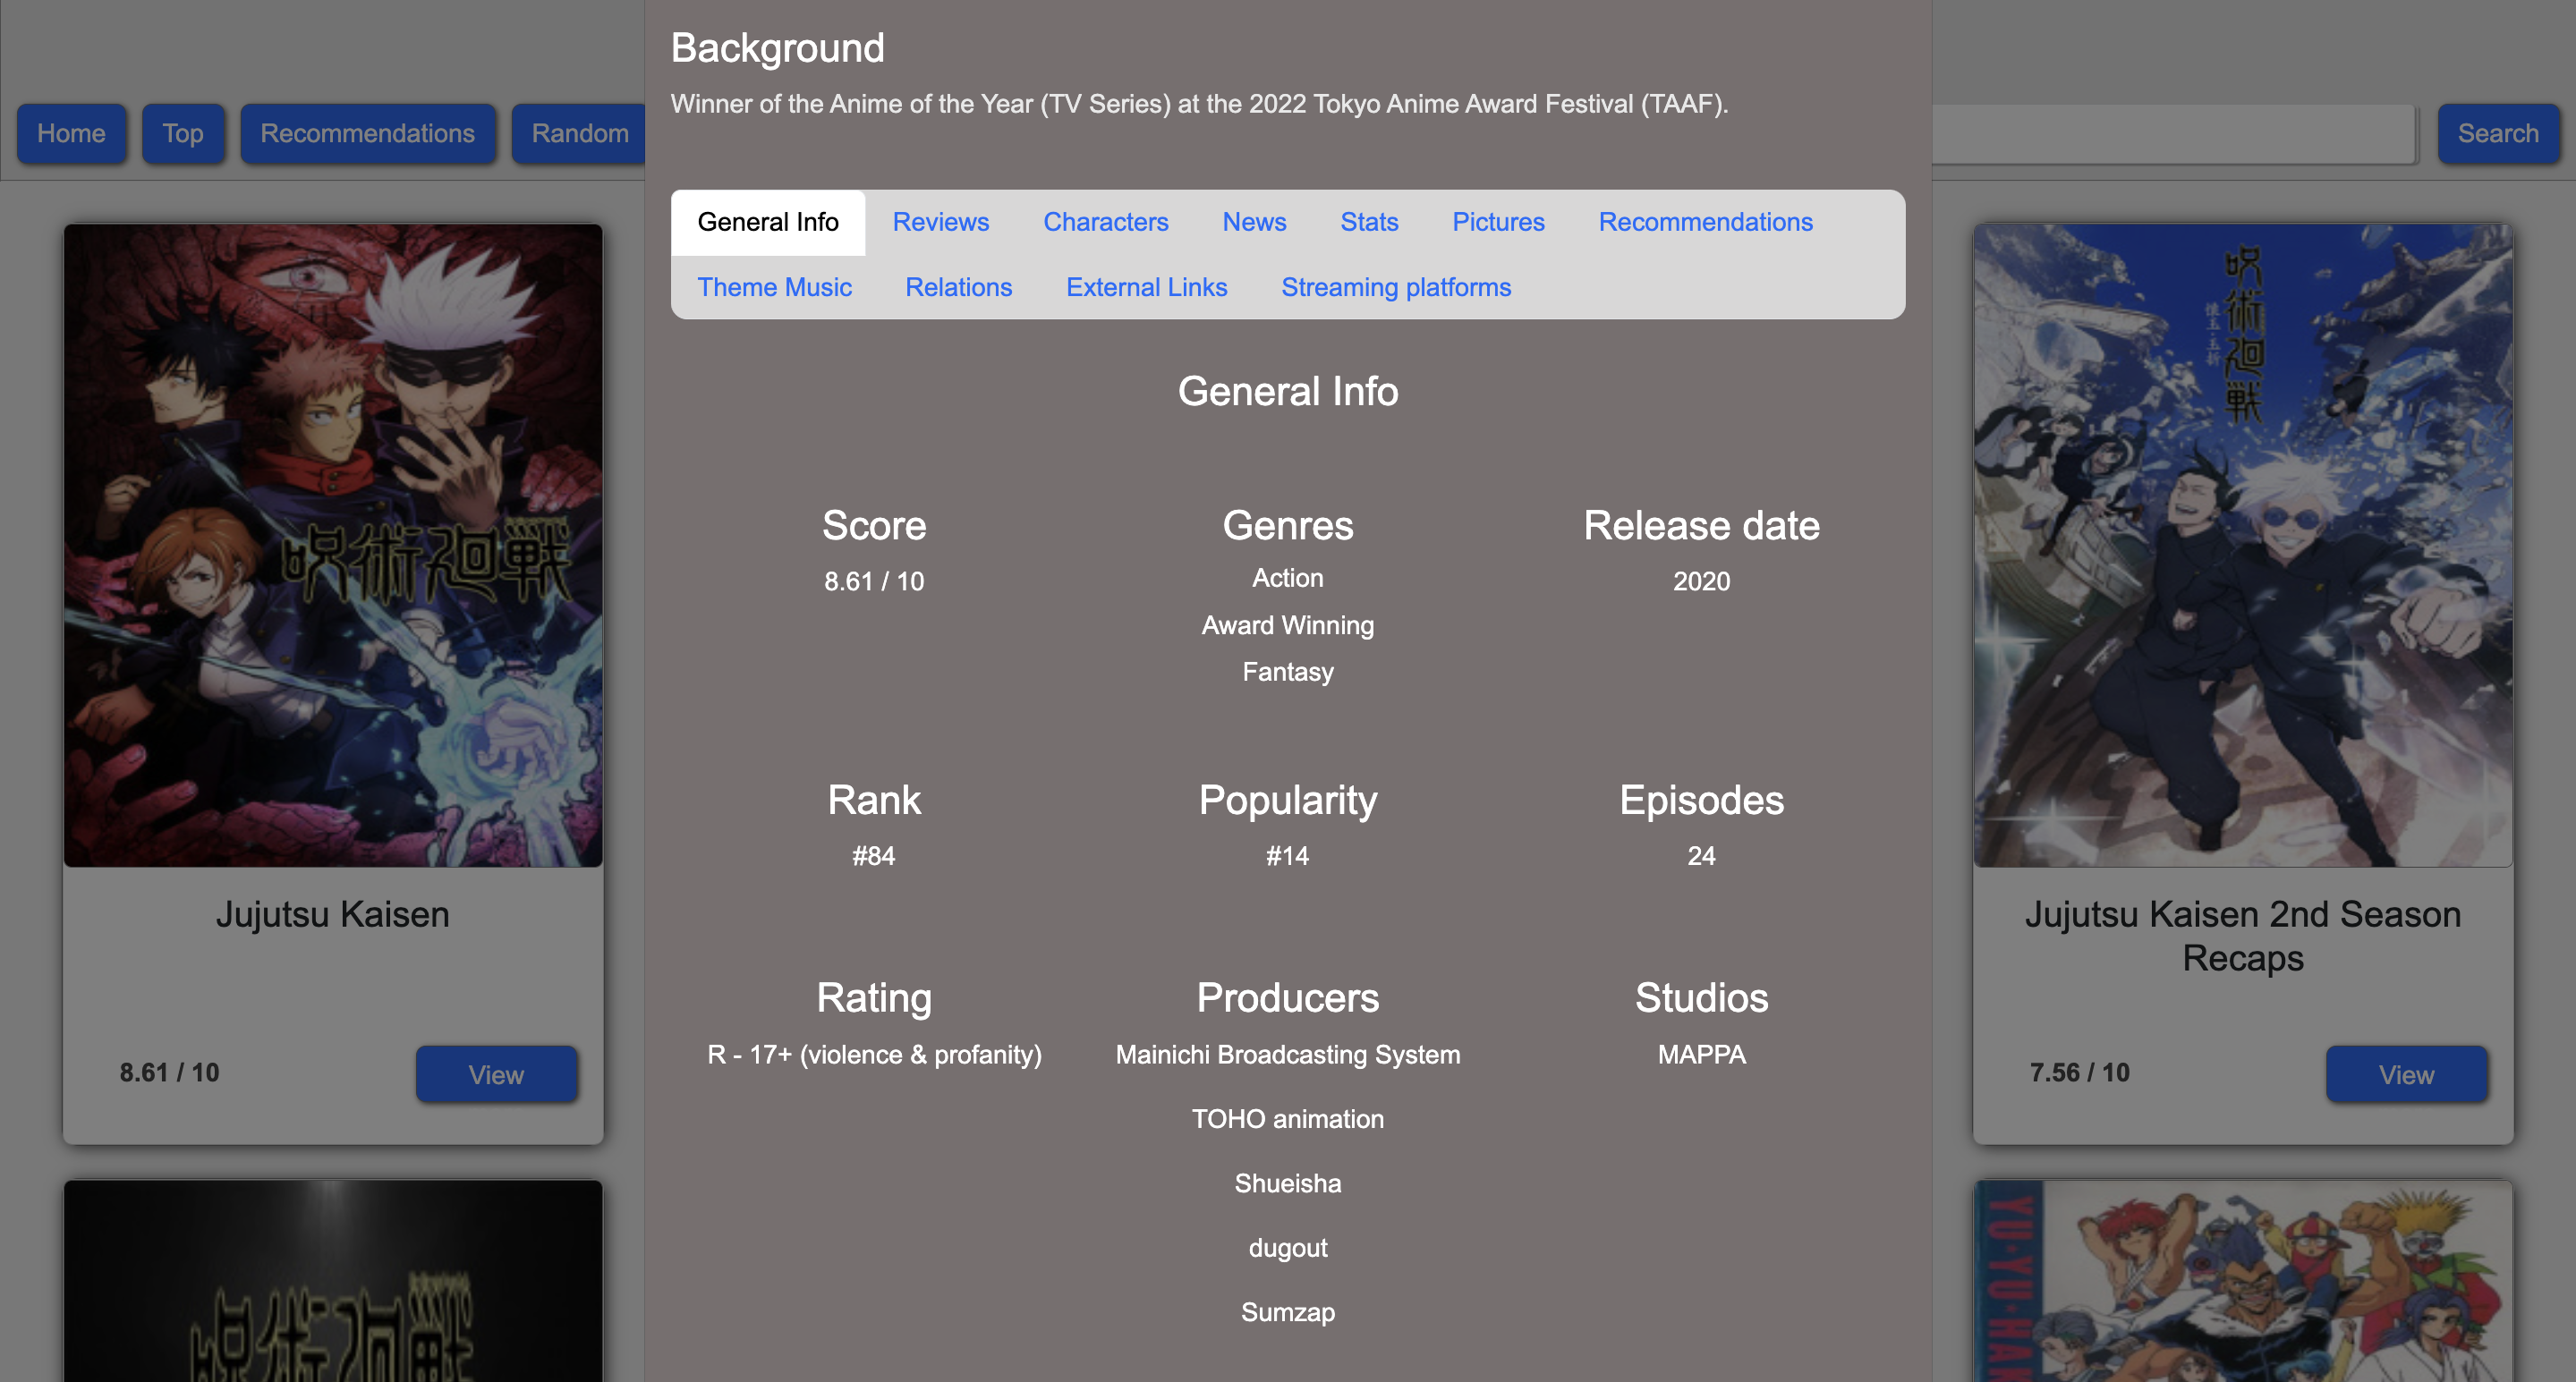 Home Top Recommendations Random
Search
Background
Winner of the Anime of the Year (TV Series) at the 2022 Tokyo Anime Award Festival (TAAF).
General Info Reviews Characters News Stats Pictures Recommendations
Theme Music Relations External Links Streaming platforms
General Info
Score
8.61 / 10
Genres
Action
Award Winning
Fantasy
Release date
2020
Rank
#84
Popularity
#14
Episodes
24
Rating
R - 17+ (violence & profanity)
Producers
Mainichi Broadcasting System
TOHO animation
Shueisha
dugout
Sumzap
Studios
MAPPA
呪術廻戦
Jujutsu Kaisen
8.61 / 10
View
呪術廻戦
懐玉・玉折
Jujutsu Kaisen 2nd Season
Recaps
7.56 / 10
View
呪術廻戦
YU·YU·HA